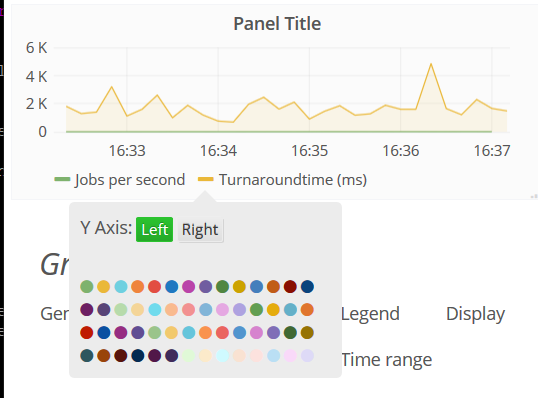 Panel Title
6 K
4 K
2 K
0
16:33 16:34 16:35 16:36 16:37
Jobs per second Turnaroundtime (ms)
Y Axis: Left Right
Gr
Ger Legend Display
Time range